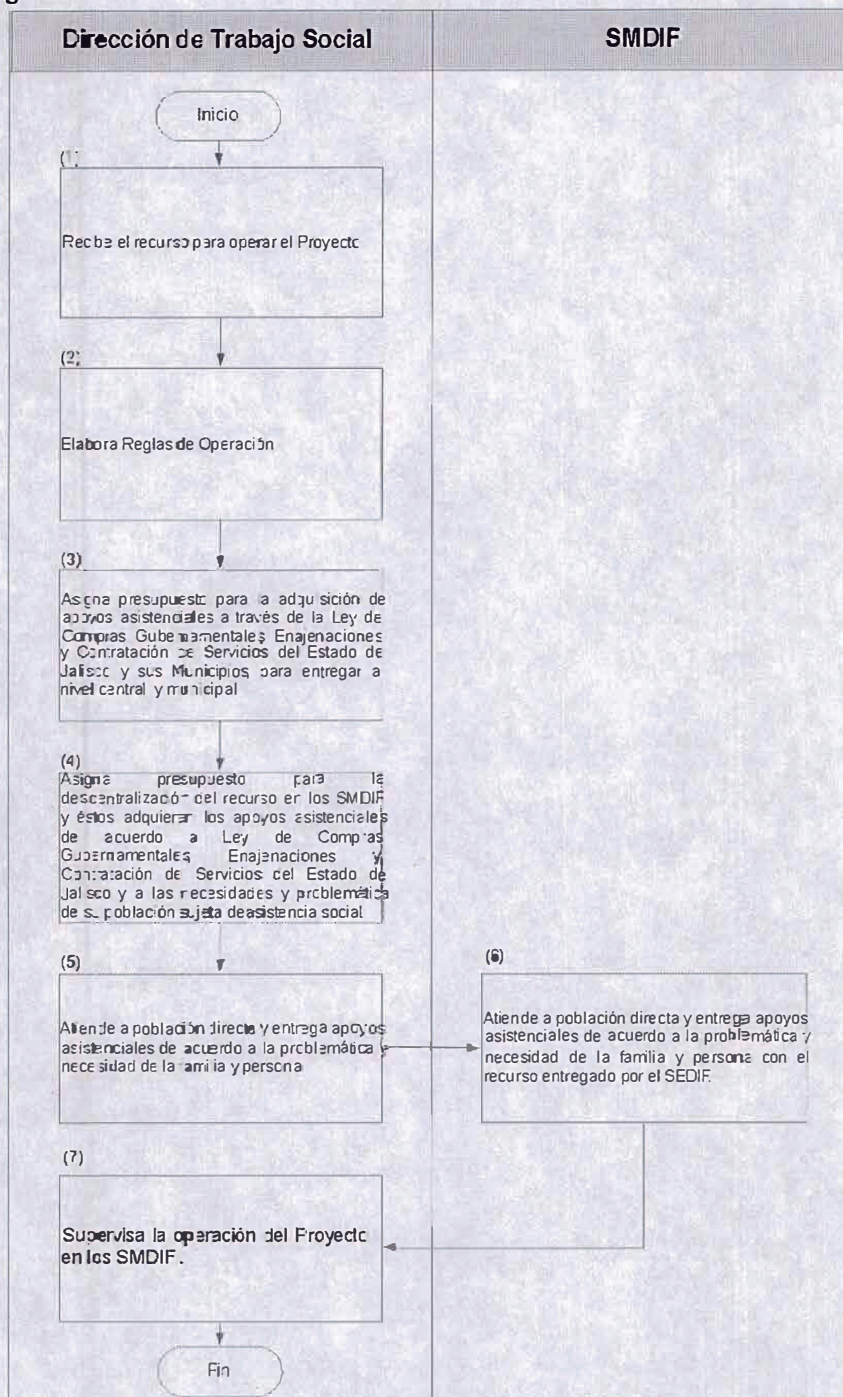 Dirección de Trabajo Social
SMDIF
Inicio
(1)
Recibe el recurso para operar el Proyecto
(2)
Elabora Reglas de Operación
(3)
Asigna presupuesto para la adquisición de
apoyos asistenciales a través de la Ley de
Compras Gubernamentales, Enajenaciones
y Contratación de Servicios del Estado de
Jalisco y sus Municipios, para entregar a
nivel central y municipal
(4)
Asigna presupuesto para la
descentralización del recurso en los SMDIF
y éstos adquieran los apoyos asistenciales
de acuerdo a Ley de Compras
Gubernamentales, Enajenaciones y
Contratación de Servicios del Estado de
Jalisco y a las necesidades y problemática
de su población sujeta de asistencia social
(5)
Atiende a población directa y entrega apoyos
asistenciales de acuerdo a la problemática y
necesidad de la familia y persona
(6)
Atiende a población directa y entrega apoyos
asistenciales de acuerdo a la problemática y
necesidad de la familia y persona con el
recurso entregado por el SEDIF.
(7)
Supervisa la operación del Proyecto
en los SMDIF.
Fin